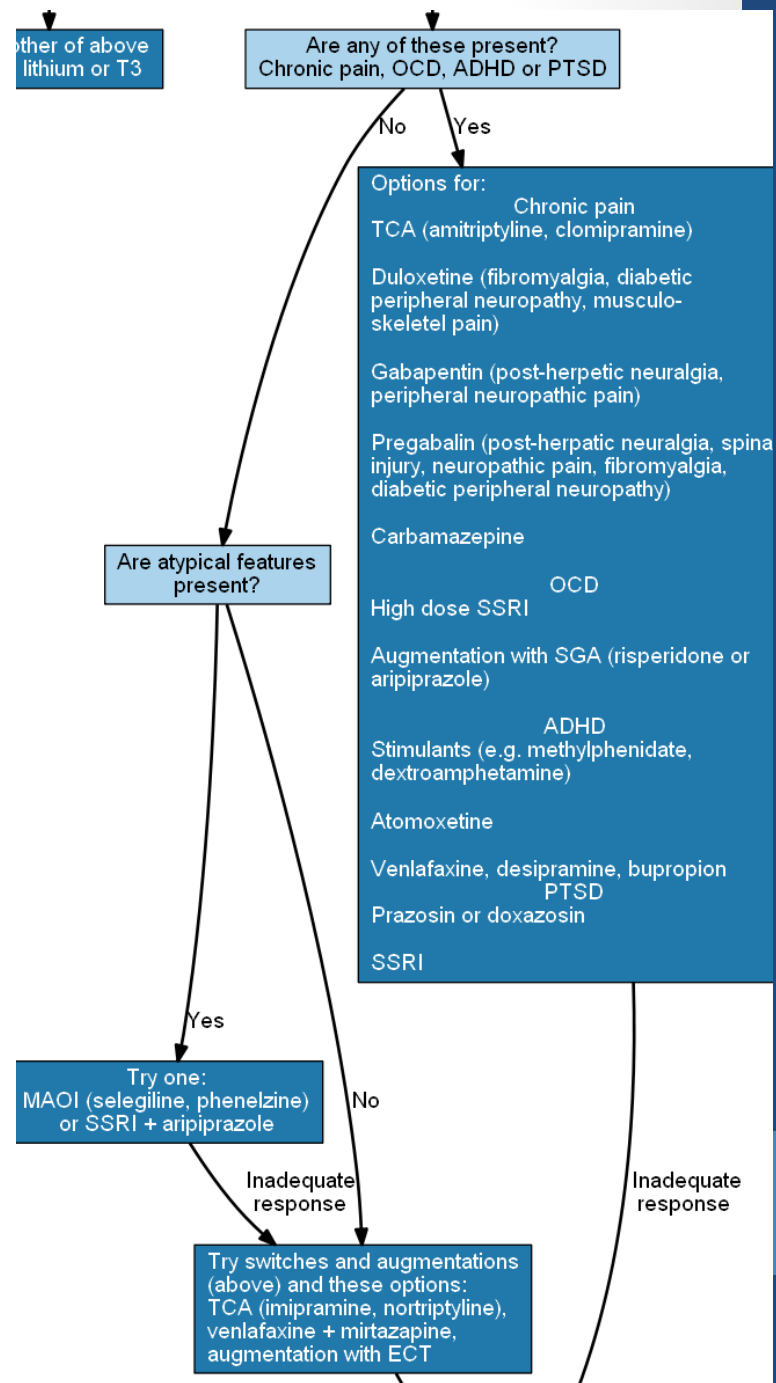 other of above
lithium or T3
Are any of these present?
Chronic pain, OCD, ADHD or PTSD
No
Yes
Options for:
Chronic pain
TCA (amitriptyline, clomipramine)
Duloxetine (fibromyalgia, diabetic
peripheral neuropathy, musculo-
skeletel pain)
Gabapentin (post-herpetic neuralgia,
peripheral neuropathic pain)
Pregabalin (post-herpatic neuralgia, spina
injury, neuropathic pain, fibromyalgia,
diabetic peripheral neuropathy)
Carbamazepine
OCD
High dose SSRI
Augmentation with SGA (risperidone or
aripiprazole)
ADHD
Stimulants (e.g. methylphenidate,
dextroamphetamine)
Atomoxetine
Venlafaxine, desipramine, bupropion
PTSD
Prazosin or doxazosin
SSRI
Are atypical features
present?
Yes
No
Try one:
MAOI (selegiline, phenelzine)
or SSRI + aripiprazole
Inadequate
response
Inadequate
response
Try switches and augmentations
(above) and these options:
TCA (imipramine, nortriptyline),
venlafaxine + mirtazapine,
augmentation with ECT